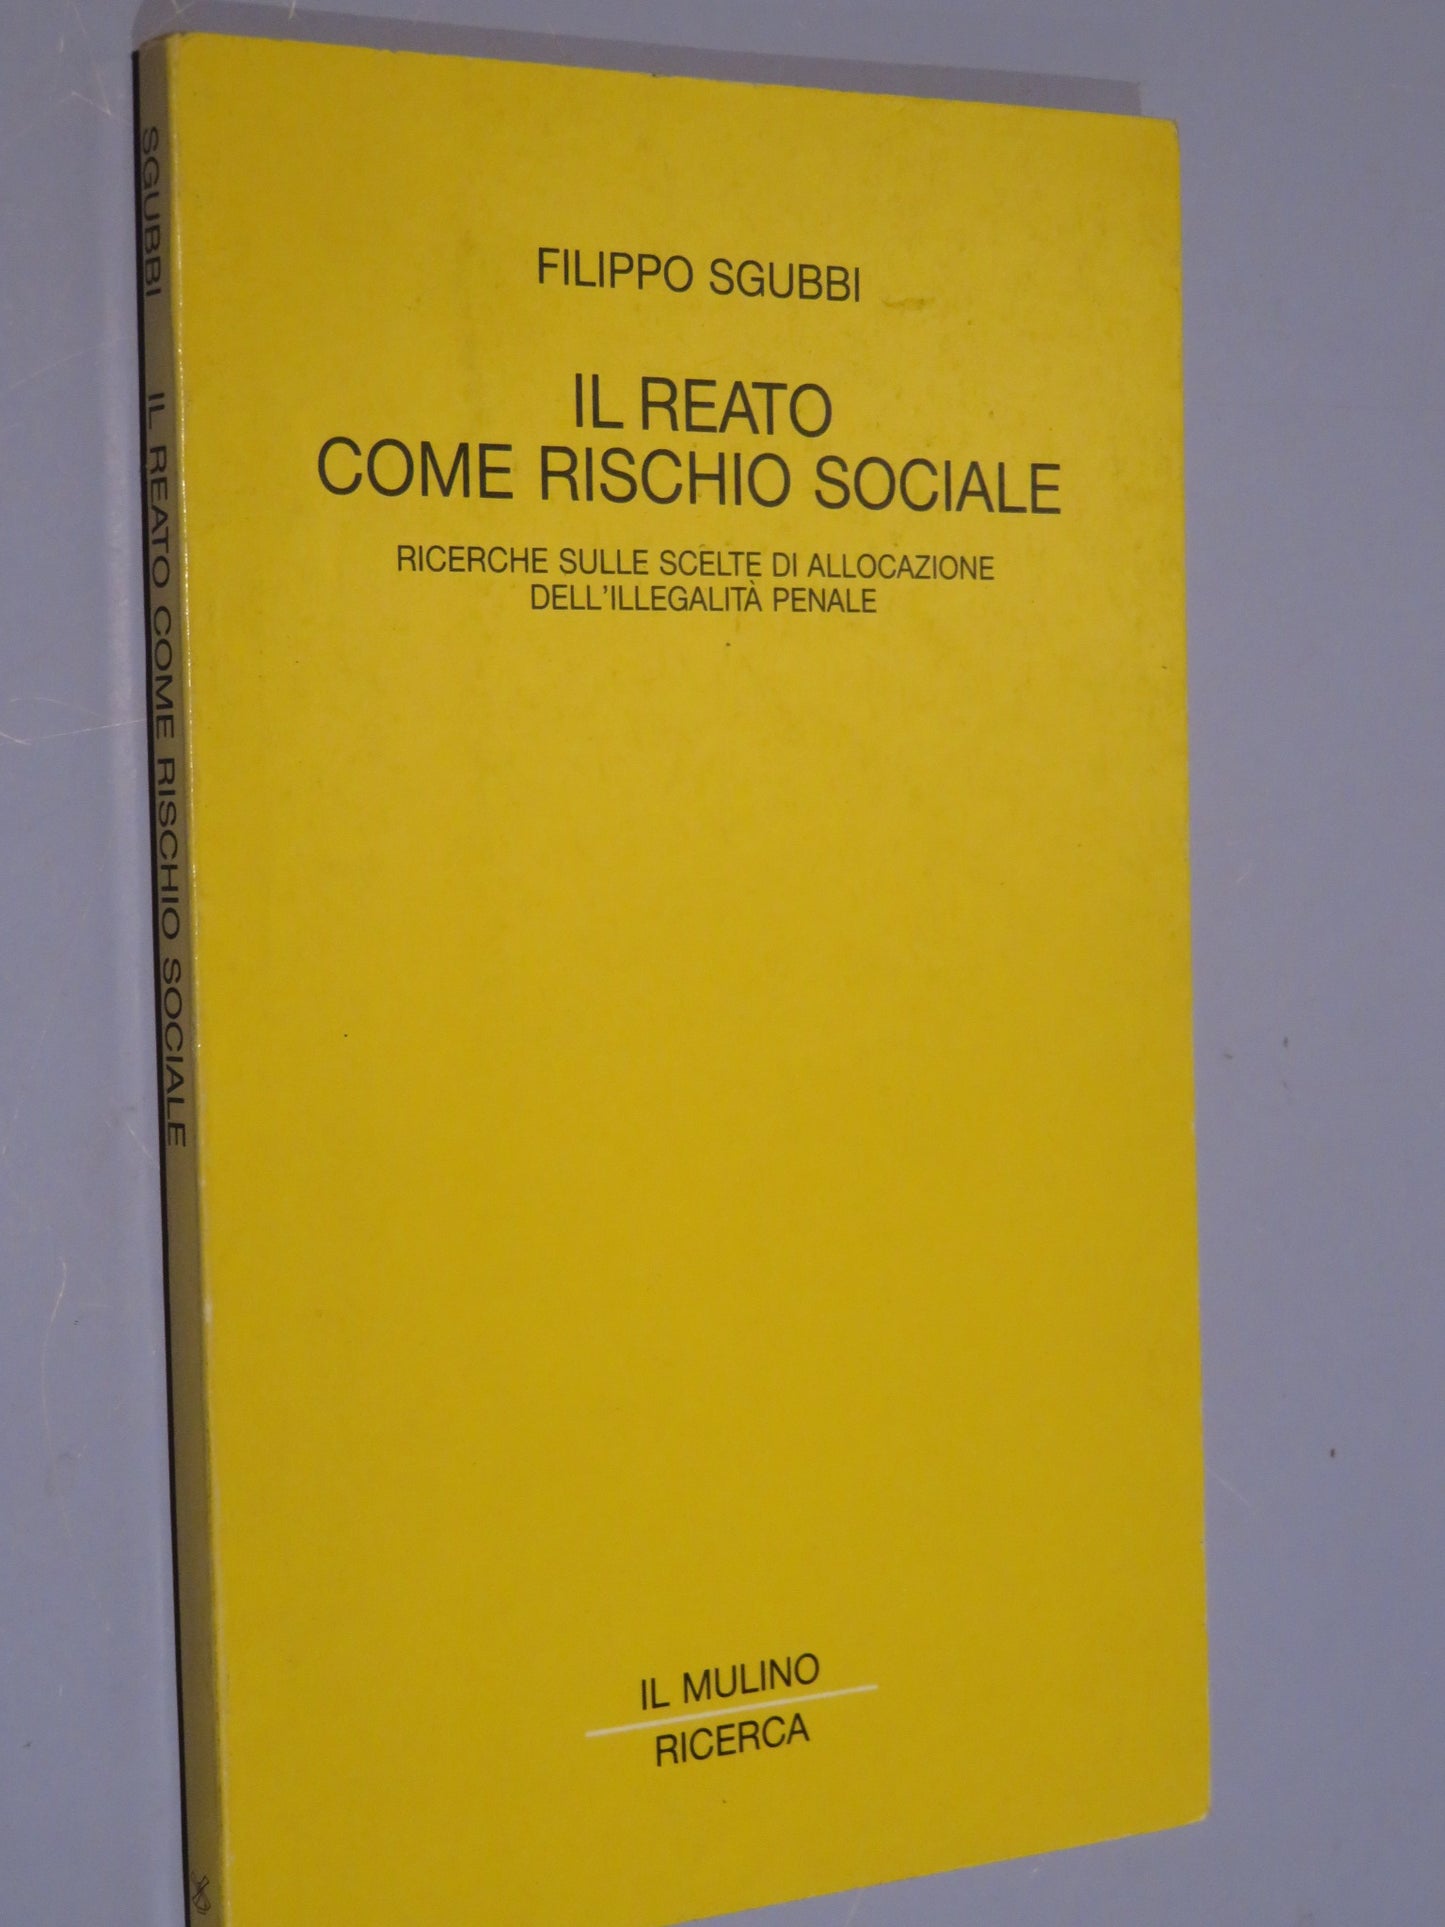 FILIPPO SGUBBI
IL REATO
COME RISCHIO SOCIALE
RICERCHE SULLE SCELTE DI ALLOCAZIONE
DELL'ILLEGALITÀ PENALE
IL MULINO
RICERCA
SGUBBI IL REATO COME RISCHIO SOCIALE